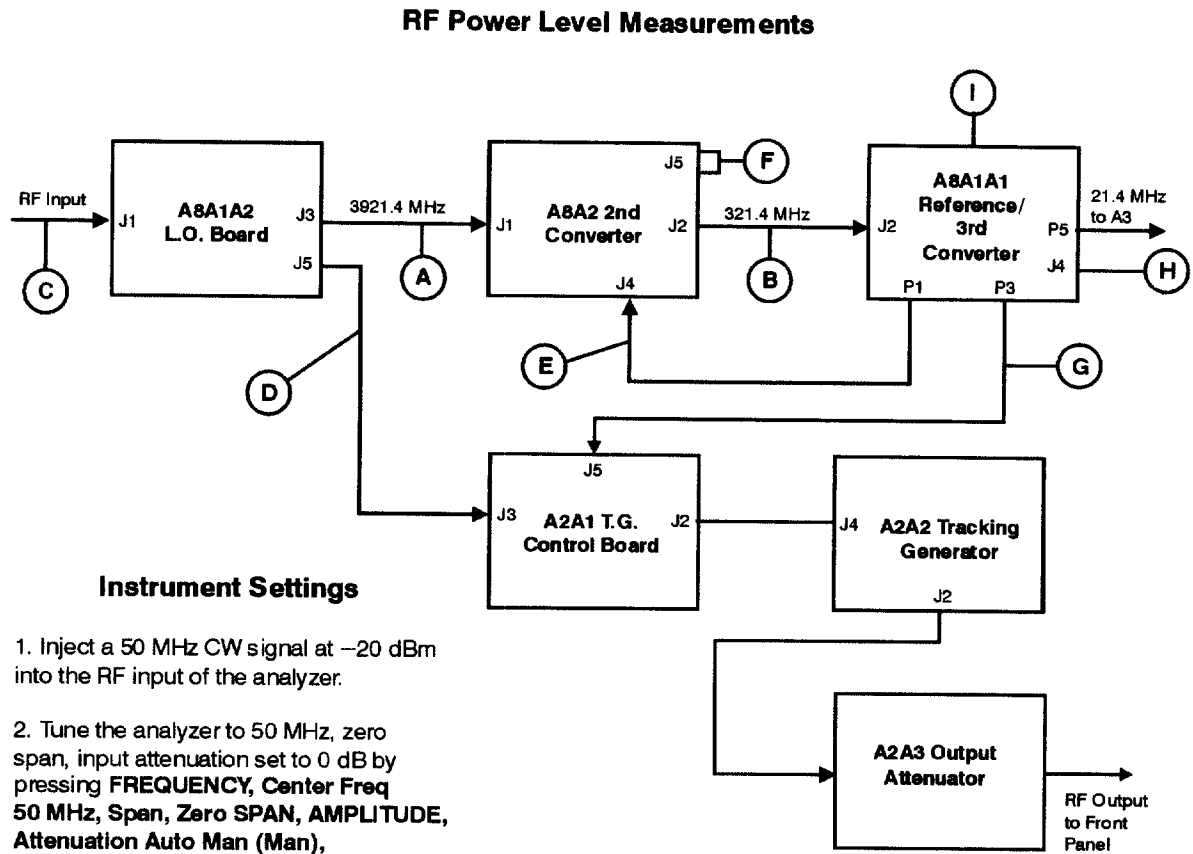 RF Power Level Measurements
I
RF Input
C
J1
A8A1A2
L.O. Board
J3
J5
3921.4 MHz
A
D
J1
A8A2 2nd
Converter
J5
F
J2
J4
321.4 MHz
B
E
J2
A8A1A1
Reference/
3rd
Converter
P5
J4
P1
P3
21.4 MHz
to A3
H
G
J5
J3
A2A1 T.G.
Control Board
J2
J4
A2A2 Tracking
Generator
J2
A2A3 Output
Attenuator
RF Output
to Front
Panel
Instrument Settings
1. Inject a 50 MHz CW signal at −20 dBm
into the RF input of the analyzer.
2. Tune the analyzer to 50 MHz, zero
span, input attenuation set to 0 dB by
pressing FREQUENCY, Center Freq
50 MHz, Span, Zero SPAN, AMPLITUDE,
Attenuation Auto Man (Man),